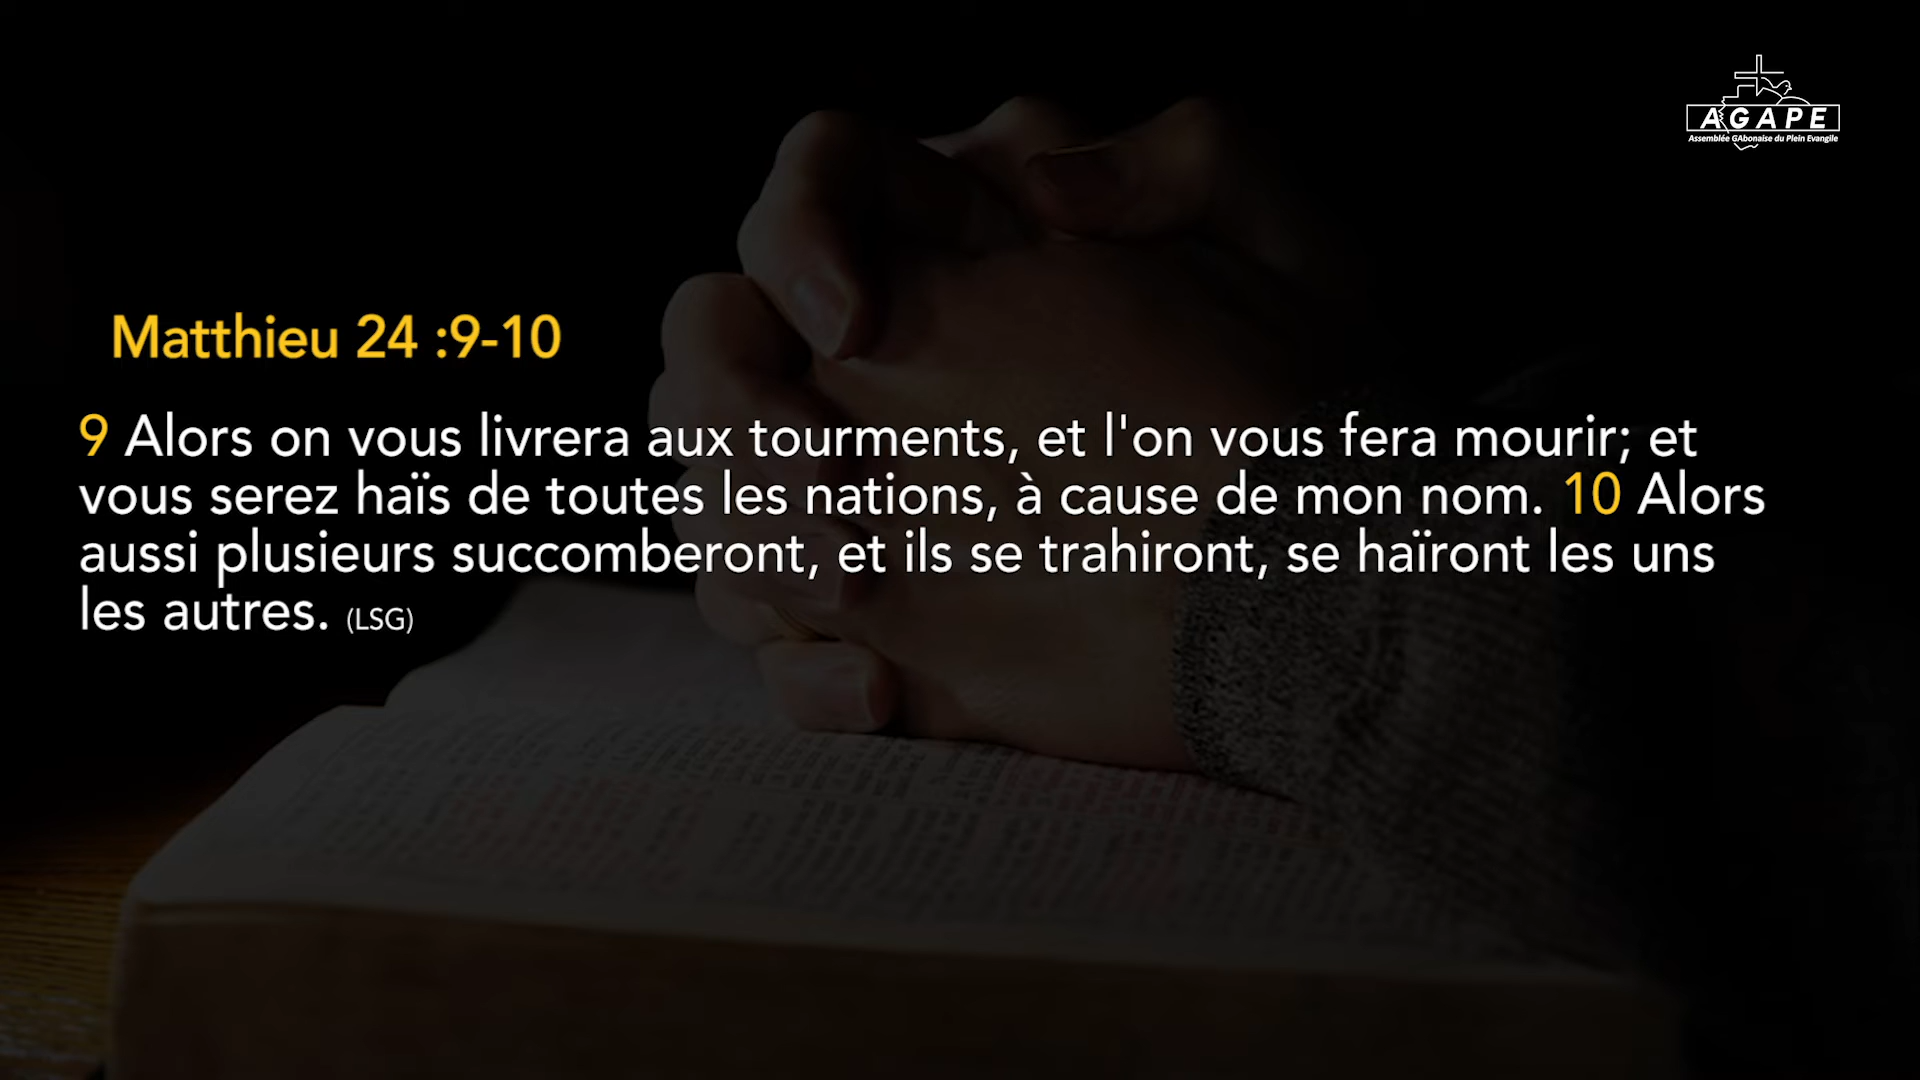 AGAPE
Assemblée GAbonaise du Plein Evangile
Matthieu 24 :9-10
9 Alors on vous livrera aux tourments, et l'on vous fera mourir; et
vous serez haïs de toutes les nations, à cause de mon nom. 10 Alors
aussi plusieurs succomberont, et ils se trahiront, se haïront les uns
les autres. (LSG)